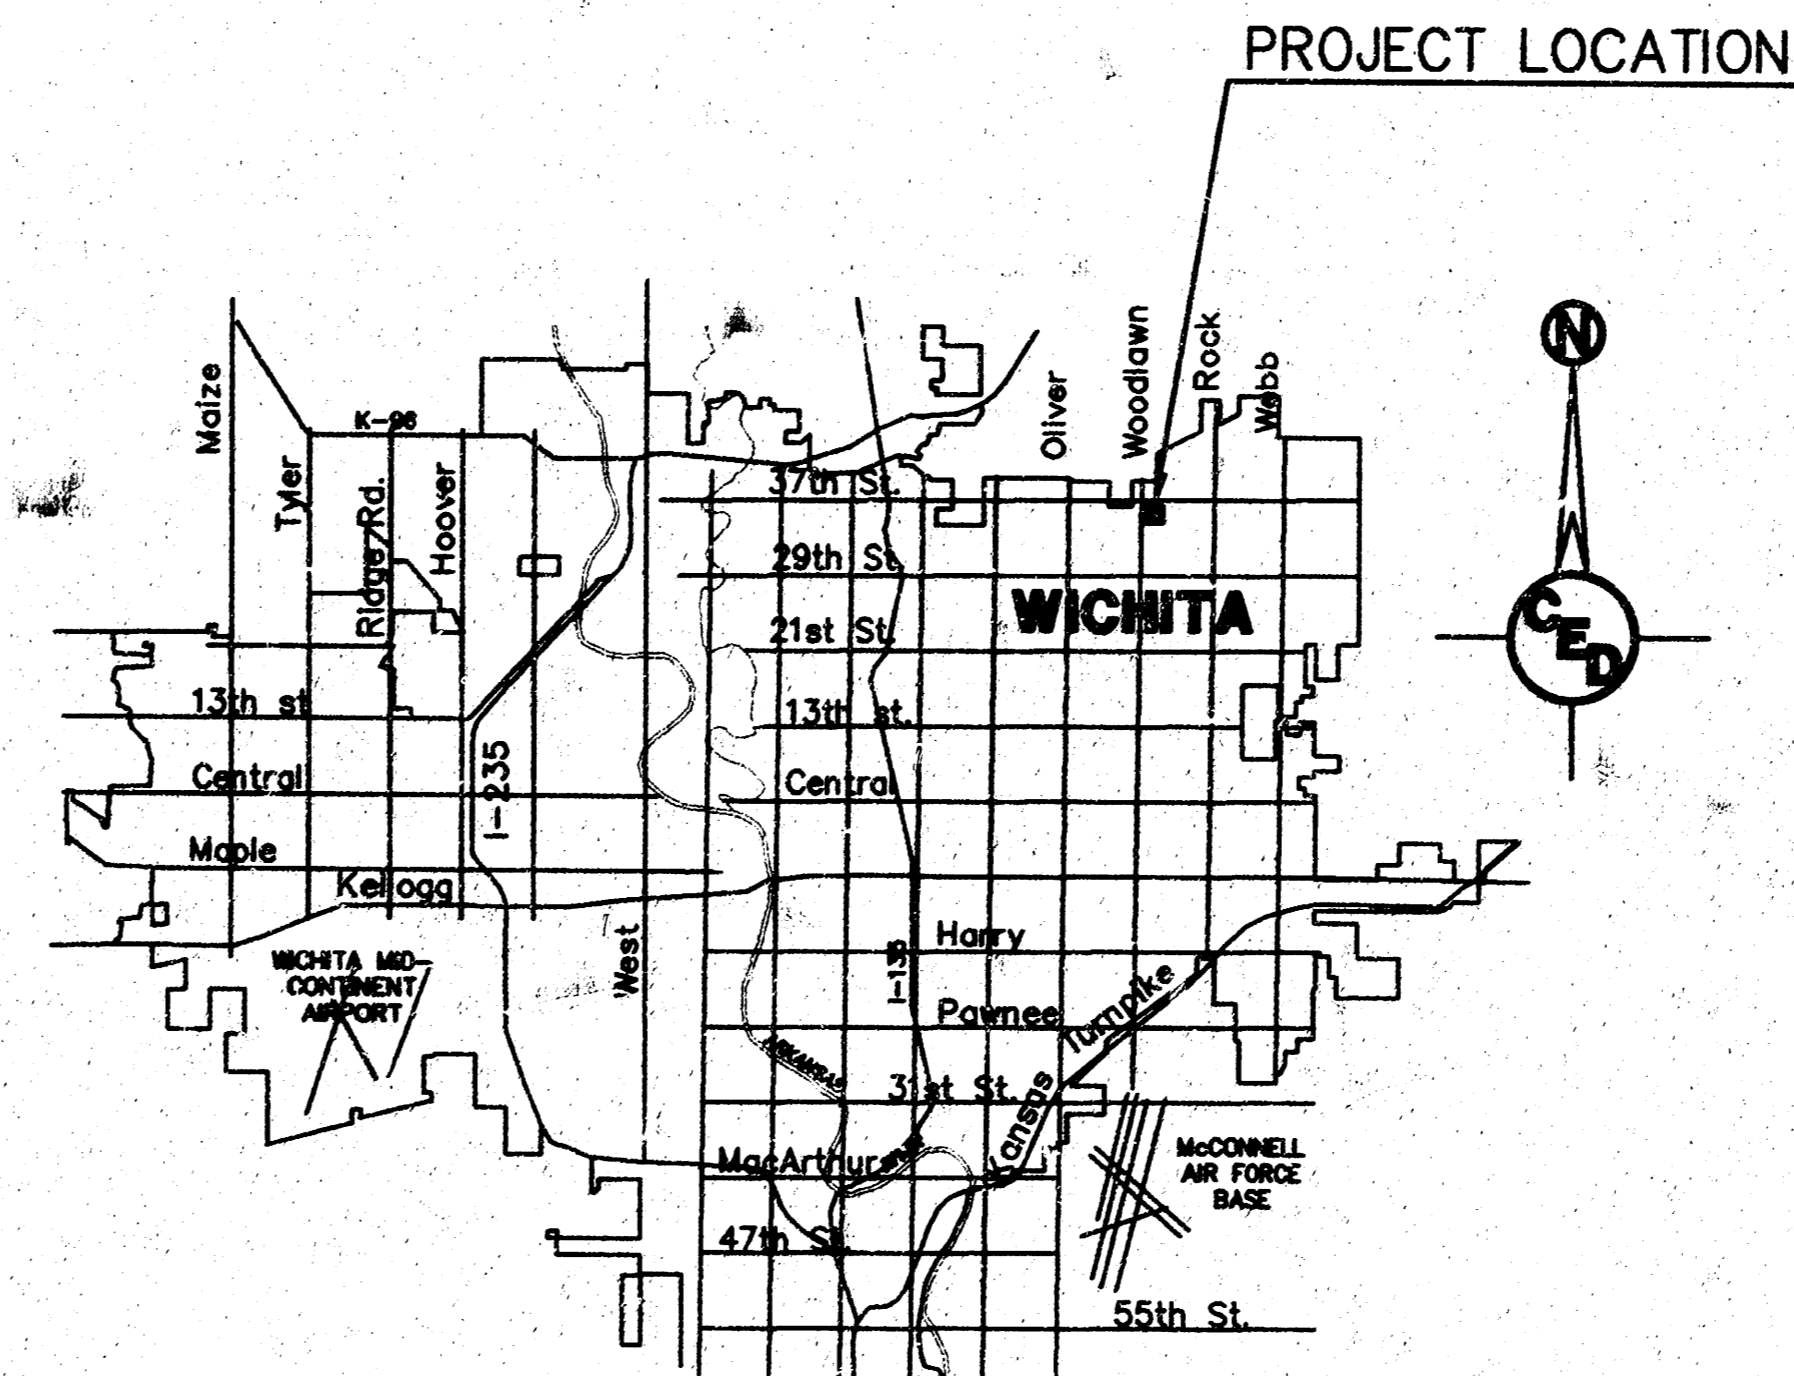 PROJECT LOCATION
N
Maize
Tyler
Ridge Rd.
Hoover
K-96
Oliver
Woodlawn
Rock
Webb
37th St.
29th St.
WICHITA
21st St.
CED
13th st
13th st.
I-235
Central
Central
Maple
Kellogg
West
I-135
Harry
WICHITA MID-
CONTINENT
AIRPORT
Pawnee
Kansas Turnpike
ARKANSAS
31st St.
MacArthur
McCONNELL
AIR FORCE
BASE
47th St.
55th St.